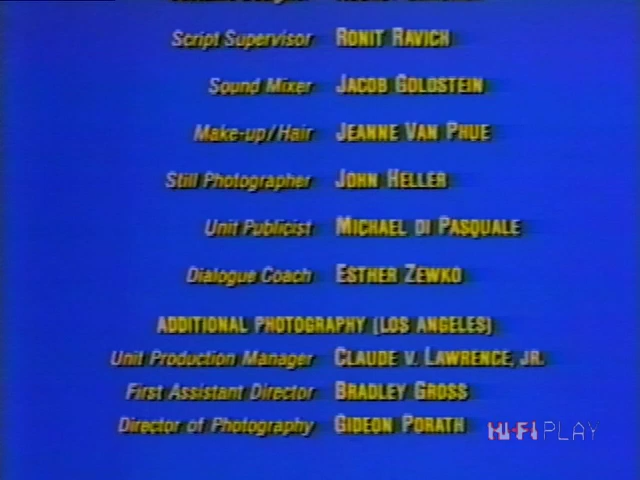 Script Supervisor RONIT RAVICH
Sound Mixer JACOB GOLDSTEIN
Make-up/Hair JEANNE VAN PHUE
Still Photographer JOHN HELLER
Unit Publicist MICHAEL DI PASQUALE
Dialogue Coach ESTHER ZEWKO
ADDITIONAL PHOTOGRAPHY (LOS ANGELES)
Unit Production Manager CLAUDE V. LAWRENCE, JR.
First Assistant Director BRADLEY GROSS
Director of Photography GIDEON PORATH
HI-FI PLAY